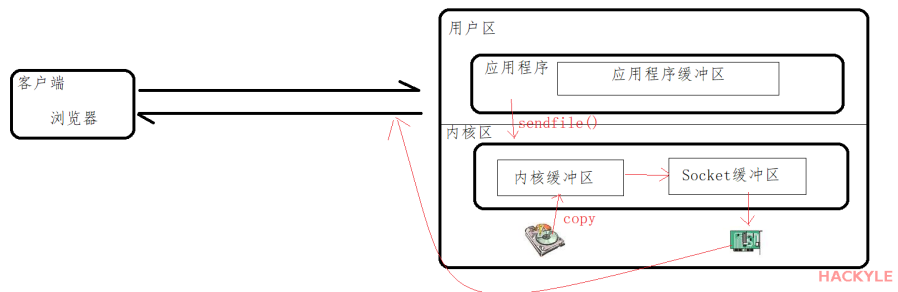 用户区
应用程序
应用程序缓冲区
客户端
浏览器
sendfile()
内核区
内核缓冲区
Socket缓冲区
copy
HACKYLE